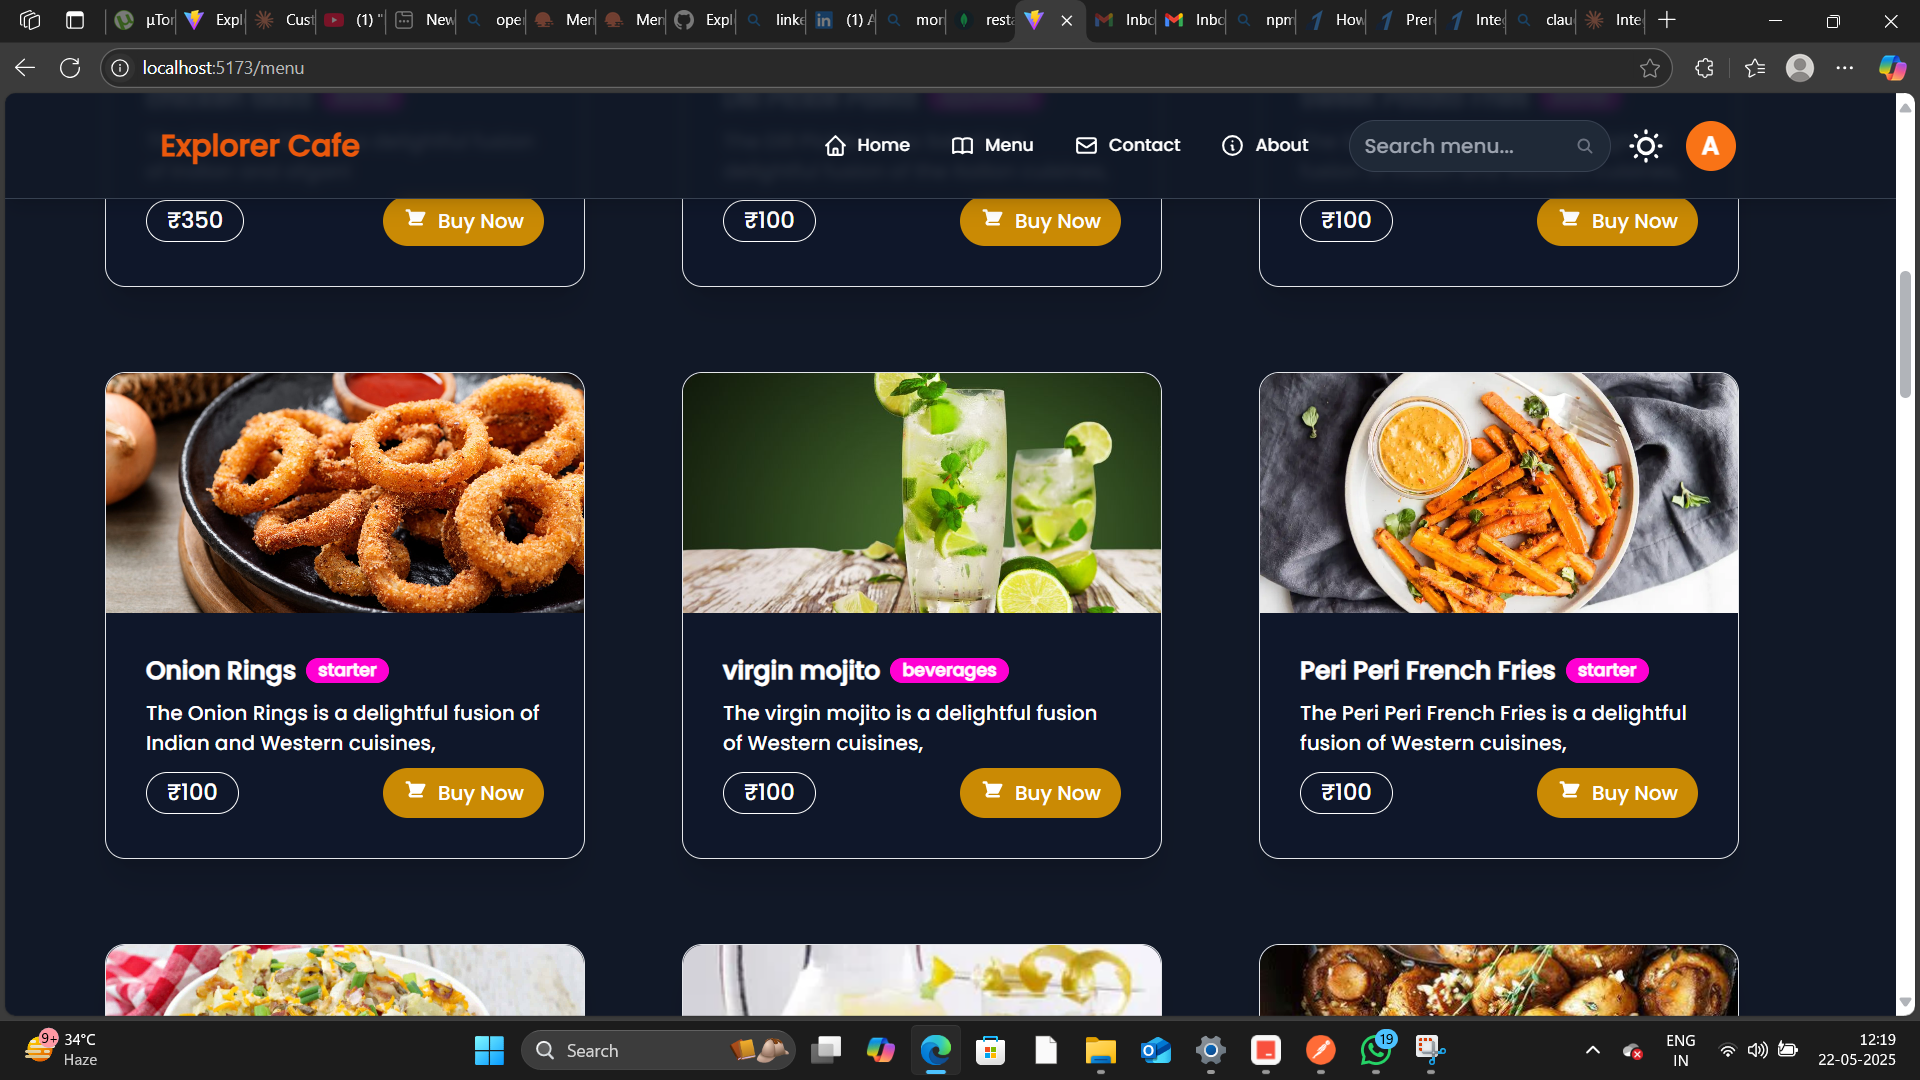 µTor
Expl
Cust
(1) "
New
oper
Mer
Mer
Expl
linke
(1) A
mor
resta
Inbc
Inbc
npm
How
Prer
Inte
clau
Inte
localhost:5173/menu
Explorer Cafe
Home
Menu
Contact
About
Search menu...
A
₹350
Buy Now
₹100
Buy Now
₹100
Buy Now
Onion Rings starter
The Onion Rings is a delightful fusion of
Indian and Western cuisines,
₹100
Buy Now
virgin mojito beverages
The virgin mojito is a delightful fusion
of Western cuisines,
₹100
Buy Now
Peri Peri French Fries starter
The Peri Peri French Fries is a delightful
fusion of Western cuisines,
₹100
Buy Now
9+
34°C
Haze
Search
19
ENG
IN
12:19
22-05-2025